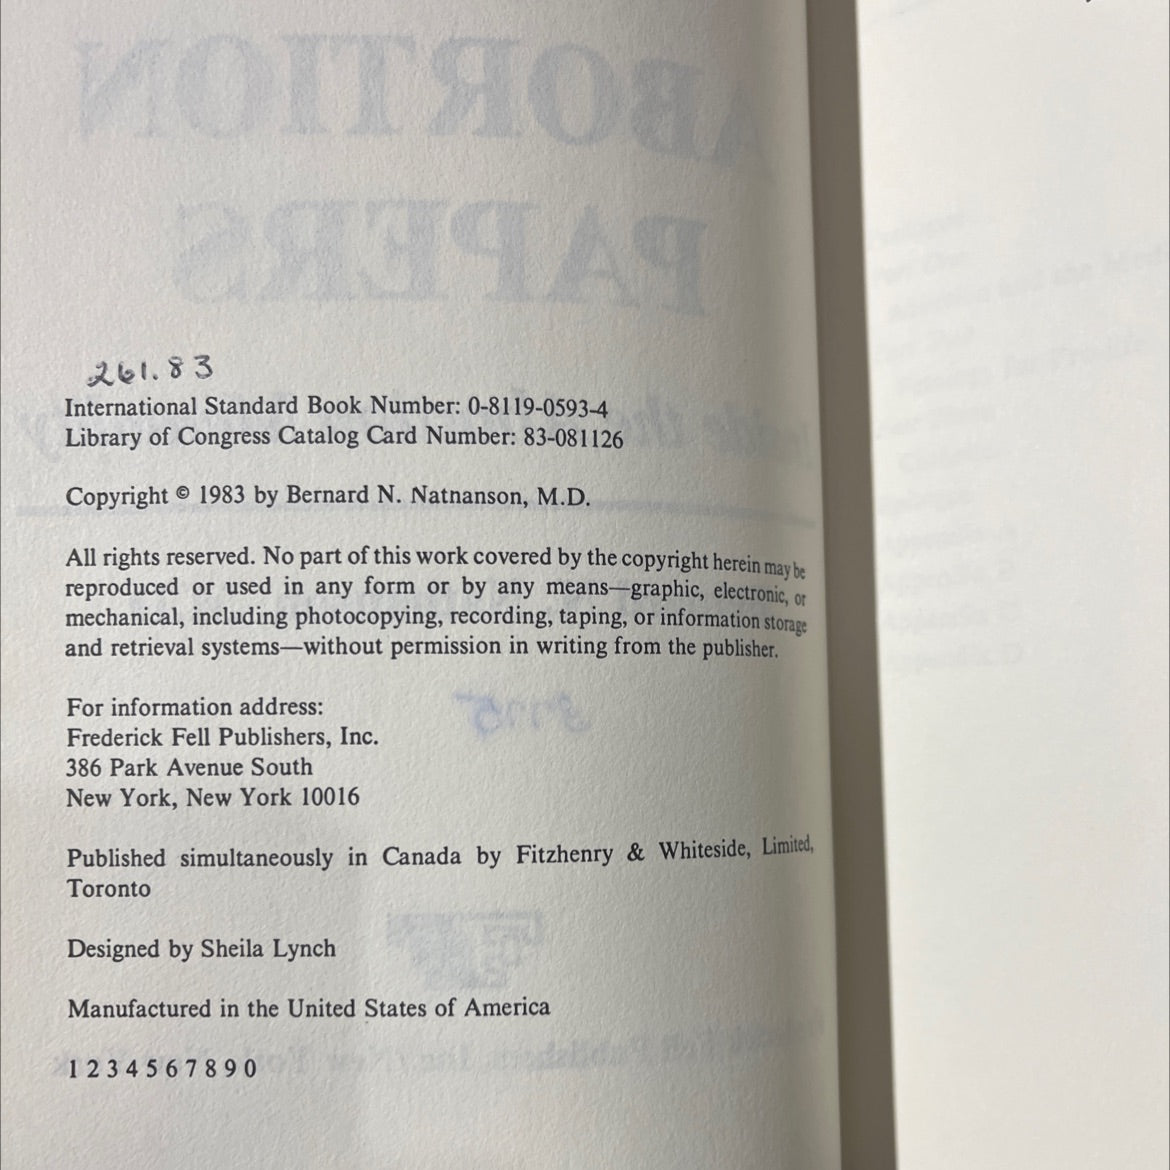 ABORTION
PAPERS
261.83
International Standard Book Number: 0-8119-0593-4
Library of Congress Catalog Card Number: 83-081126
Copyright © 1983 by Bernard N. Natnanson, M.D.
All rights reserved. No part of this work covered by the copyright herein may be
reproduced or used in any form or by any means—graphic, electronic, or
mechanical, including photocopying, recording, taping, or information storage
and retrieval systems—without permission in writing from the publisher.
For information address:
Frederick Fell Publishers, Inc.
386 Park Avenue South
New York, New York 10016
Published simultaneously in Canada by Fitzhenry & Whiteside, Limited,
Toronto
Designed by Sheila Lynch
Manufactured in the United States of America
1 2 3 4 5 6 7 8 9 0